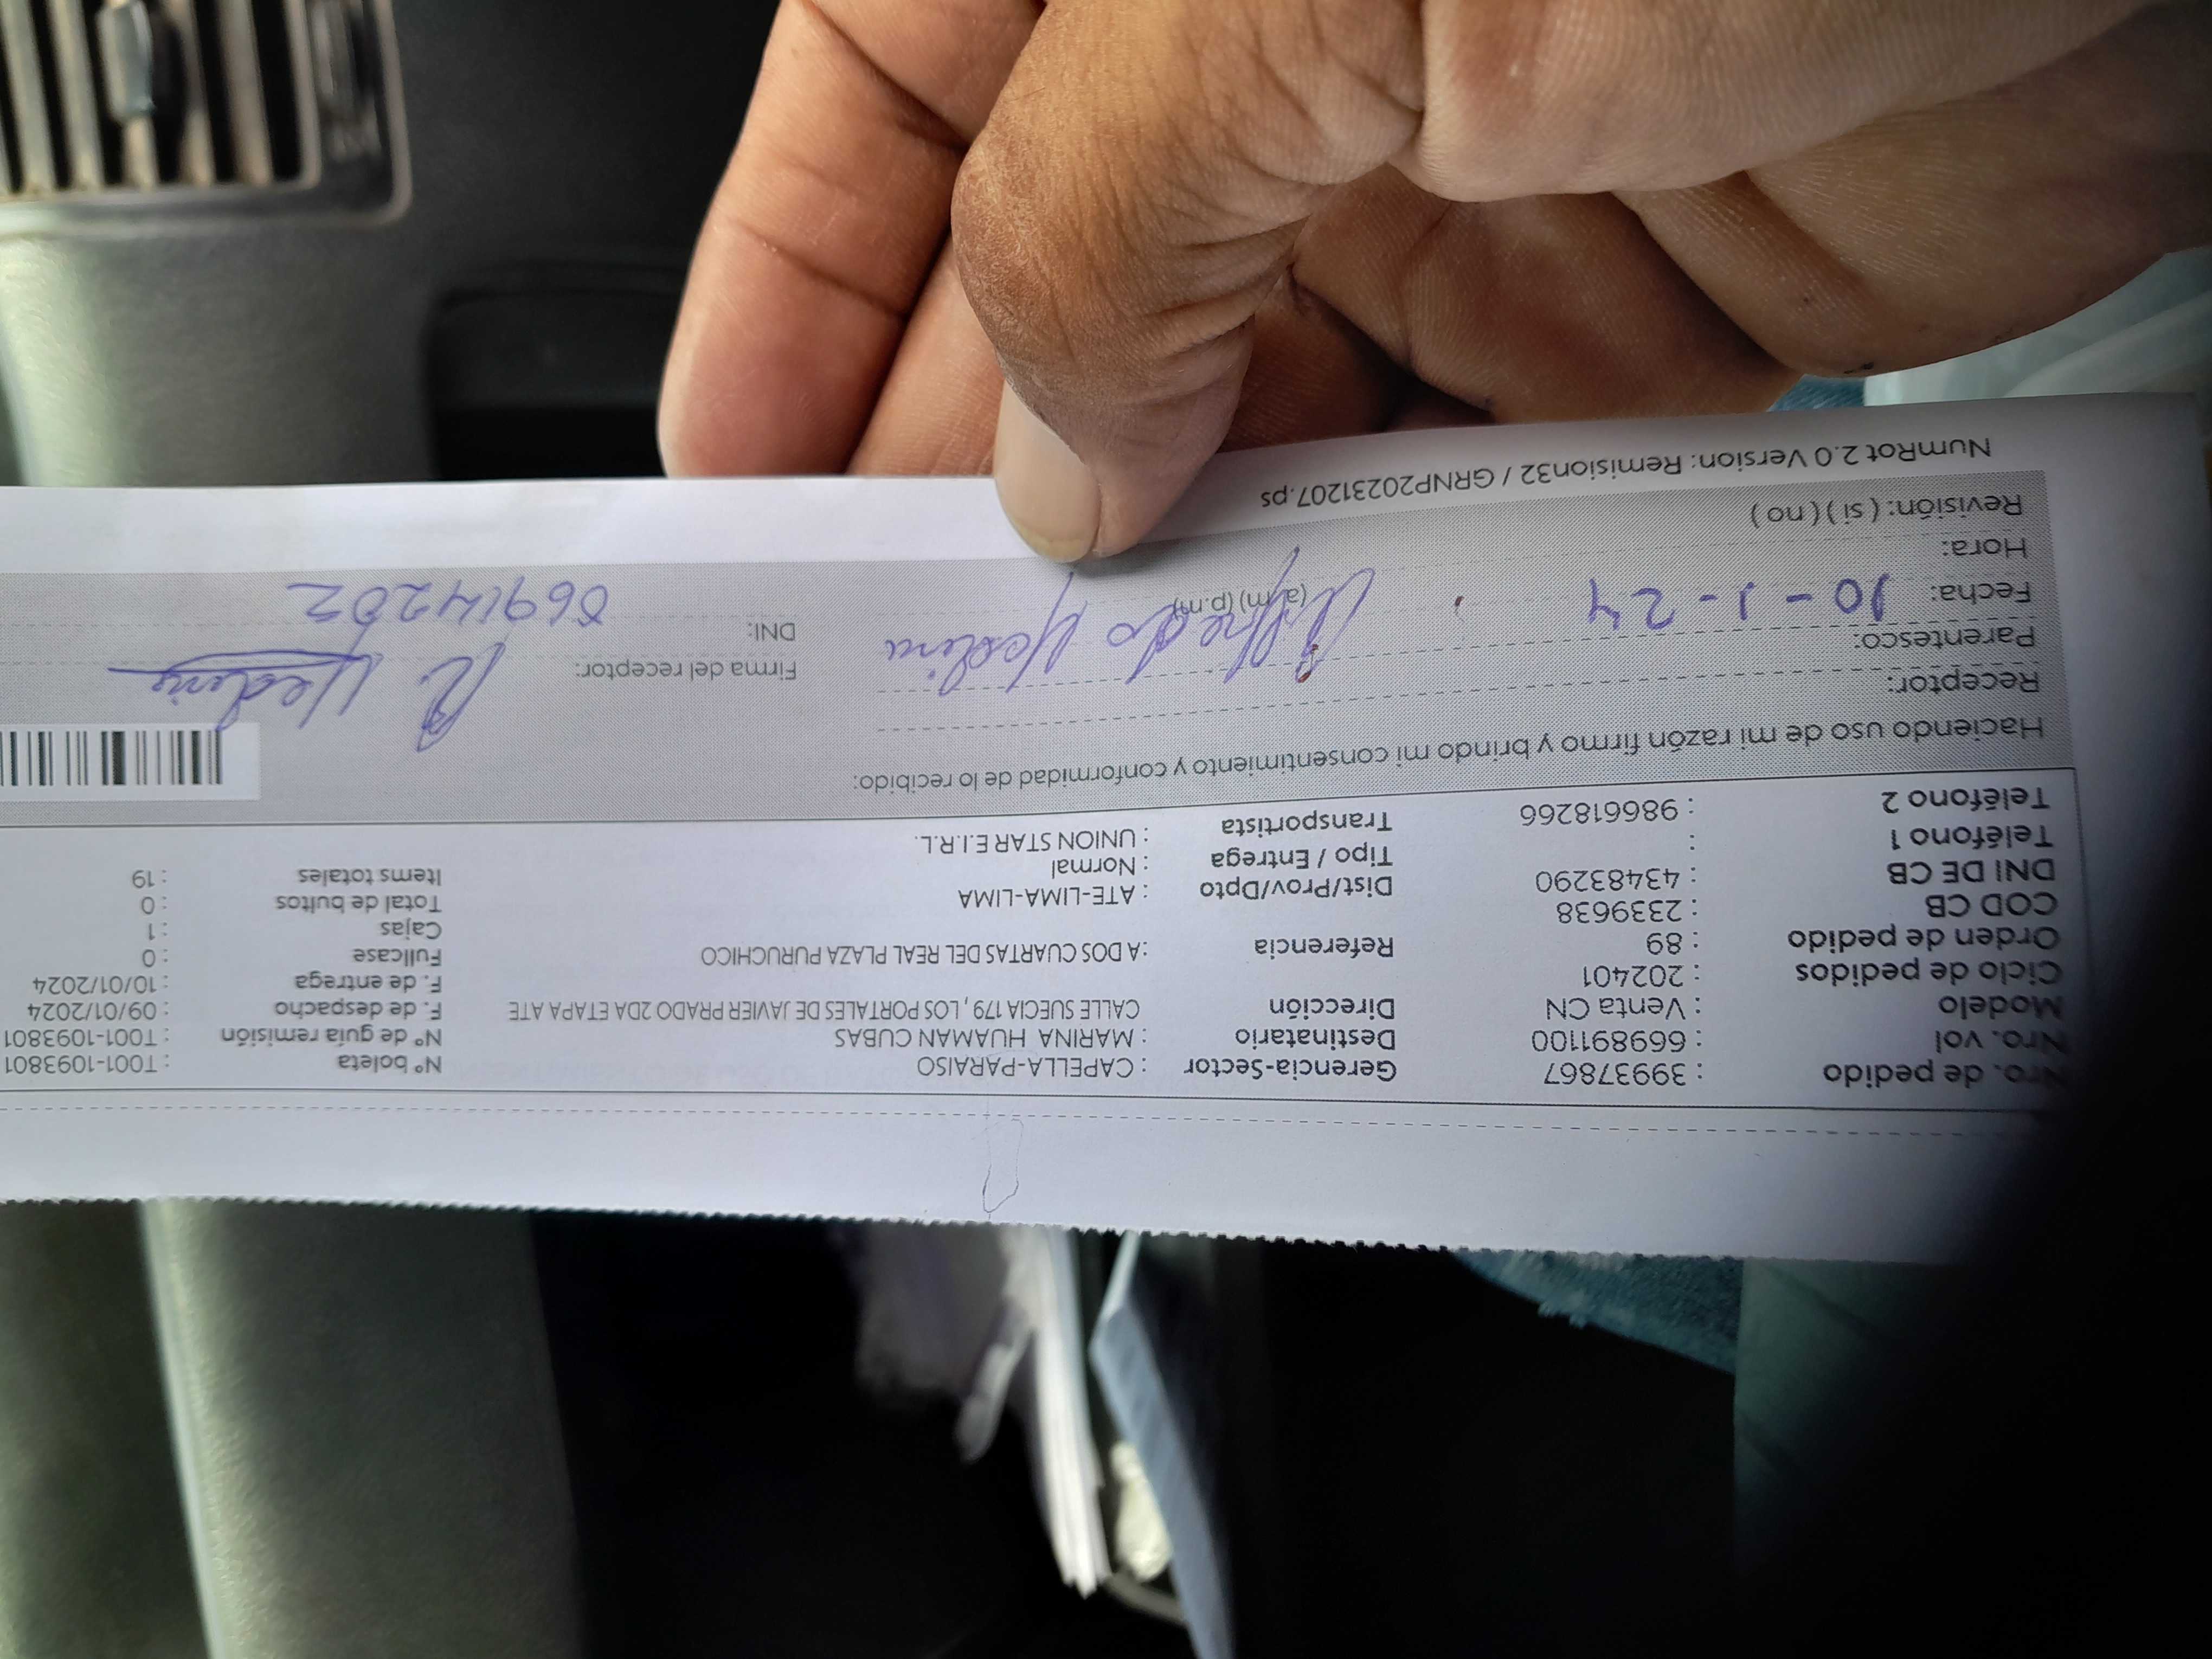 Nro. de pedido : 39937867 Gerencia-Sector : CAPELLA-PARAISO Nº boleta : T001-1093801
Nro. vol : 669891100 Destinatario : MARINA HUAMAN CUBAS Nº de guía remisión : T001-1093801
Modelo : Venta CN Dirección CALLE SUECIA 179 , LOS PORTALES DE JAVIER PRADO 2DA ETAPA ATE F. de despacho : 09/01/2024
Ciclo de pedidos : 202401 F. de entrega : 10/01/2024
Orden de pedido : 89 Referencia : A DOS CUARTAS DEL REAL PLAZA PURUCHICO Fullcase : 0
COD CB : 2339638 Cajas : 1
DNI DE CB : 43483290 Dist/Prov/Dpto : ATE-LIMA-LIMA Total de bultos : 0
Teléfono 1 : Tipo / Entrega : Normal Items totales : 19
Teléfono 2 : 986618266 Transportista : UNION STAR E.I.R.L.
Haciendo uso de mi razón firmo y brindo mi consentimiento y conformidad de lo recibido:
Receptor:
Parentesco: Alfredo Medina Firma del receptor: A. Medina
Fecha: 10-1-24 DNI: 06914202
Hora: (a.m) (p.m)
Revisión: ( si ) ( no )
NumRot 2.0 Version: Remision32 / GRNP20231207.ps